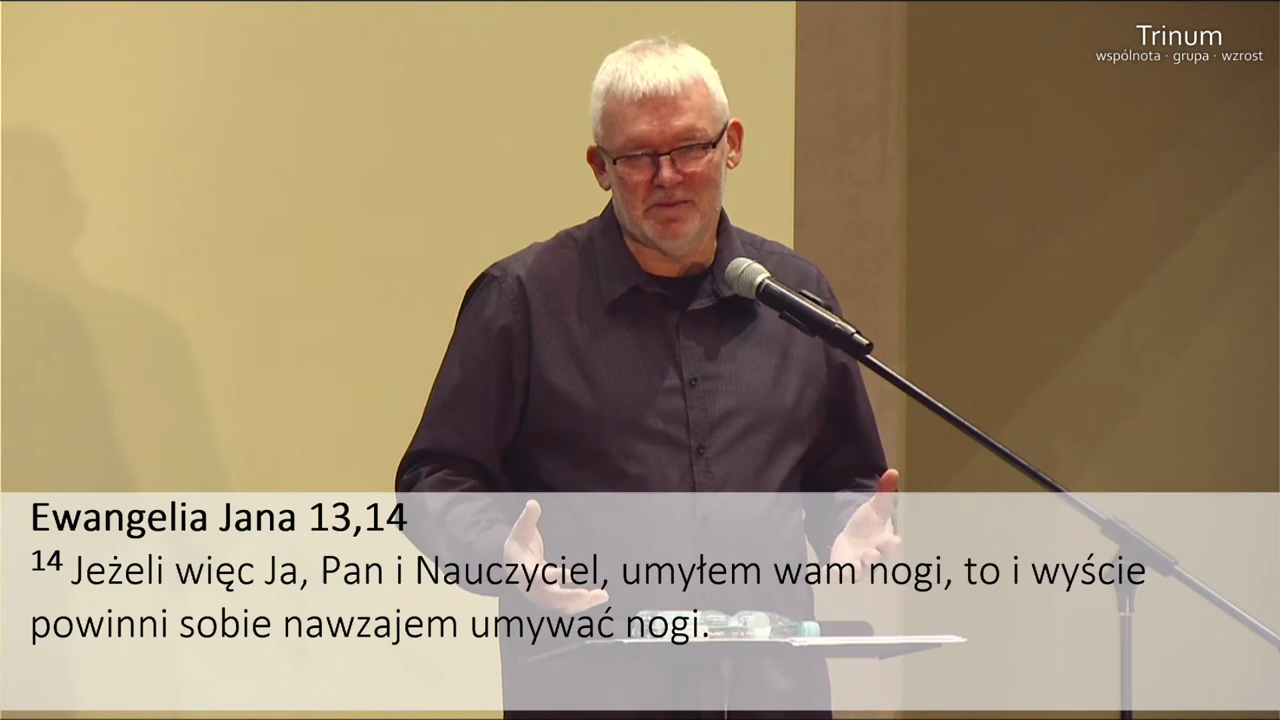 Trinum
wspólnota · grupa · wzrost
Ewangelia Jana 13,14
14 Jeżeli więc Ja, Pan i Nauczyciel, umyłem wam nogi, to i wyście
powinni sobie nawzajem umywać nogi.